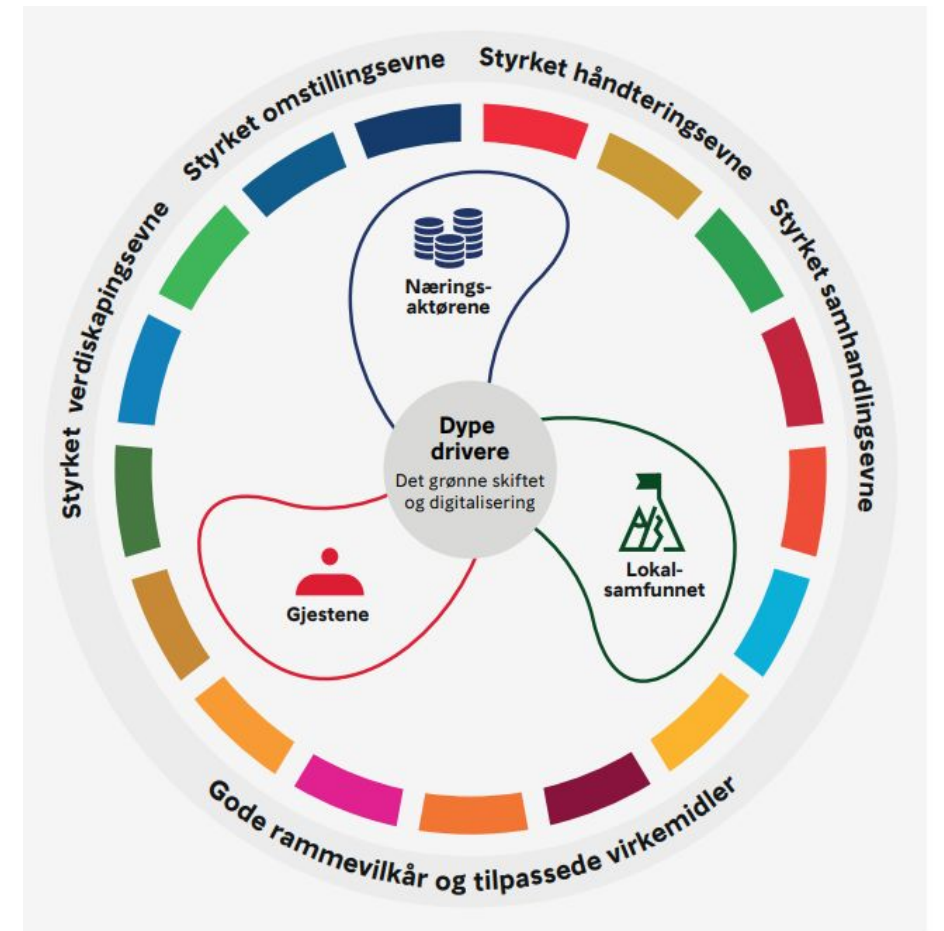 Styrket omstillingsevne
Styrket håndteringsevne
Styrket verdiskapingsevne
Styrket samhandlingsevne
Nærings-
aktørene
Dype
drivere
Det grønne skiftet
og digitalisering
Lokal-
samfunnet
Gjestene
Gode rammevilkår og tilpassede virkemidler